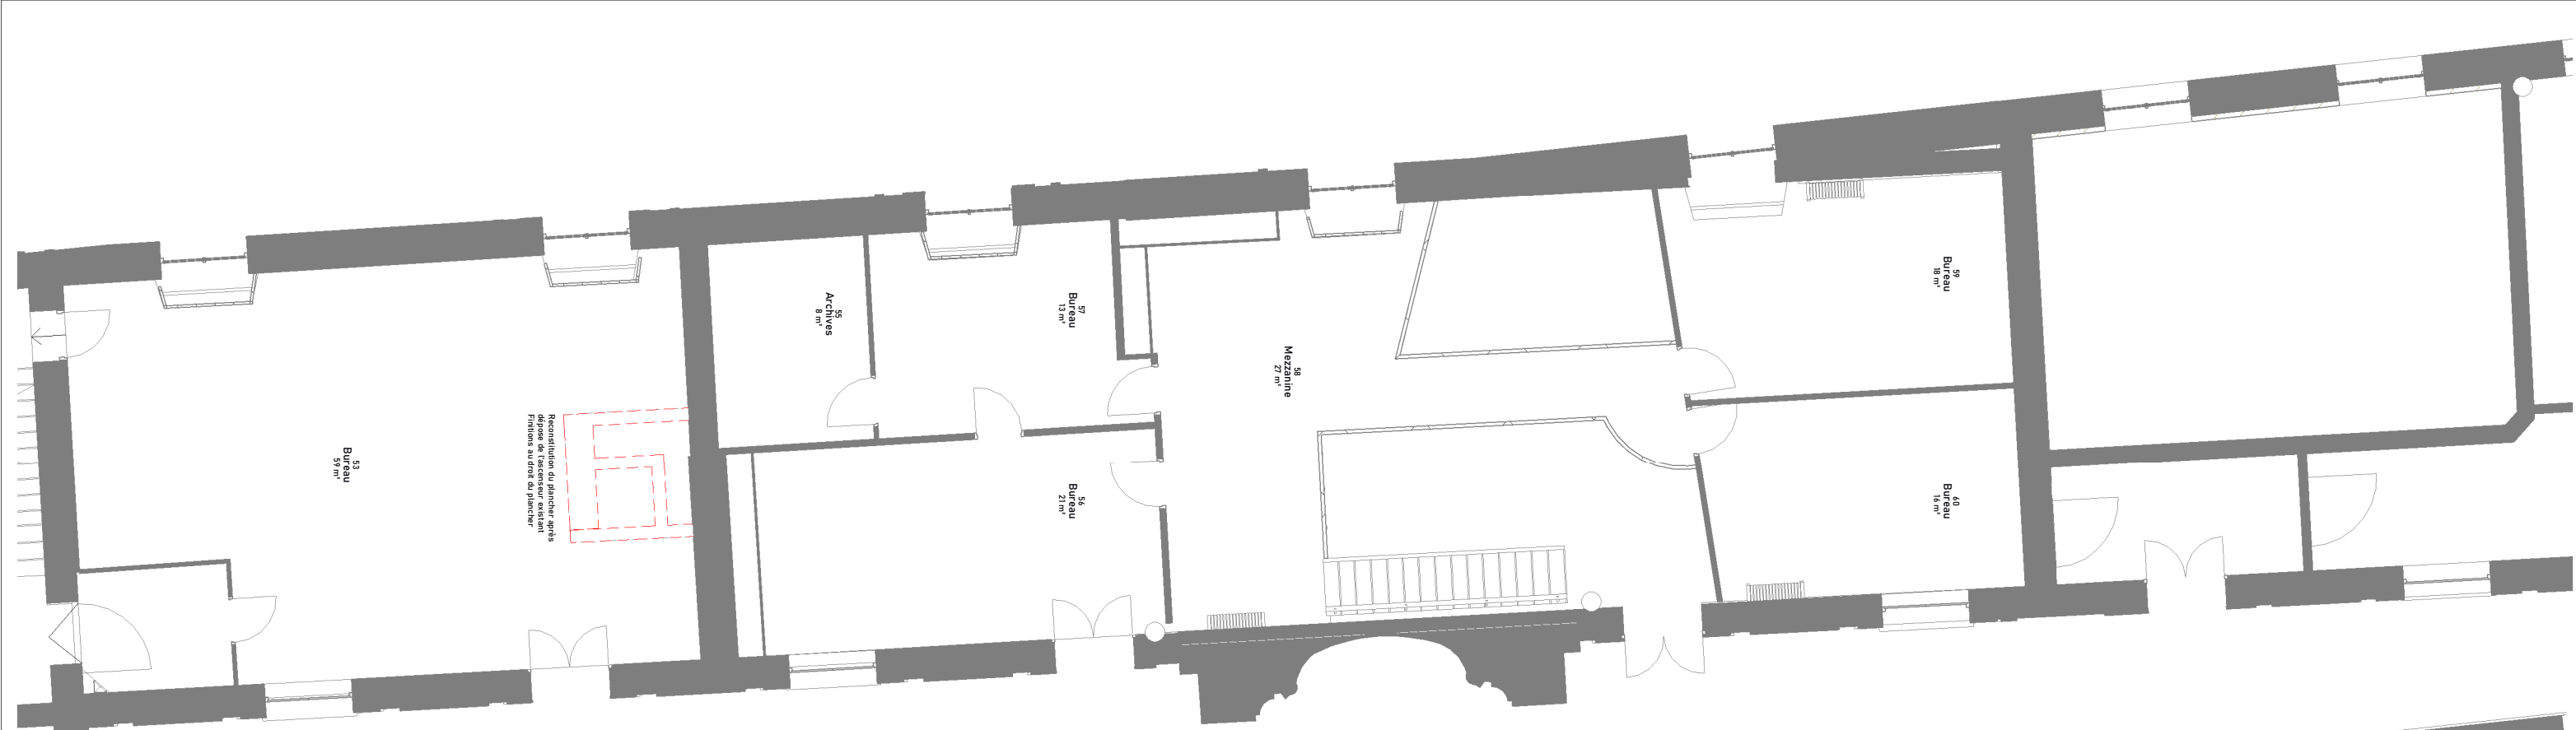 53
Bureau
59 m²
Reconstitution du plancher après
dépose de l'ascenseur existant
Finitions au droit du plancher
55
Archives
8 m²
57
Bureau
13 m²
56
Bureau
21 m²
58
Mezzanine
27 m²
59
Bureau
18 m²
60
Bureau
16 m²